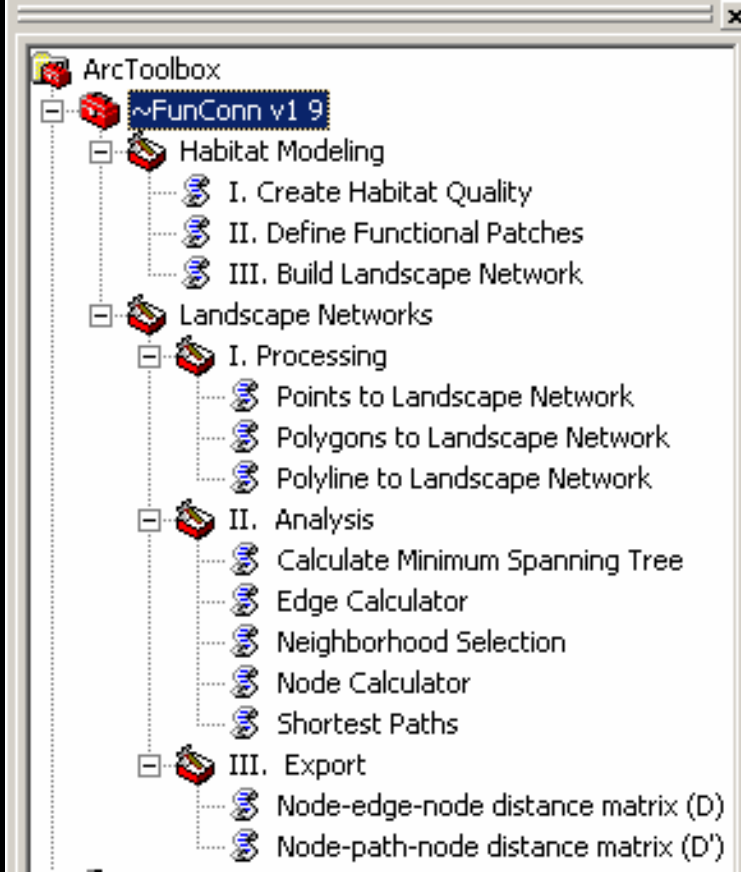 ArcToolbox
~FunConn v1 9
Habitat Modeling
I. Create Habitat Quality
II. Define Functional Patches
III. Build Landscape Network
Landscape Networks
I. Processing
Points to Landscape Network
Polygons to Landscape Network
Polyline to Landscape Network
II. Analysis
Calculate Minimum Spanning Tree
Edge Calculator
Neighborhood Selection
Node Calculator
Shortest Paths
III. Export
Node-edge-node distance matrix (D)
Node-path-node distance matrix (D')